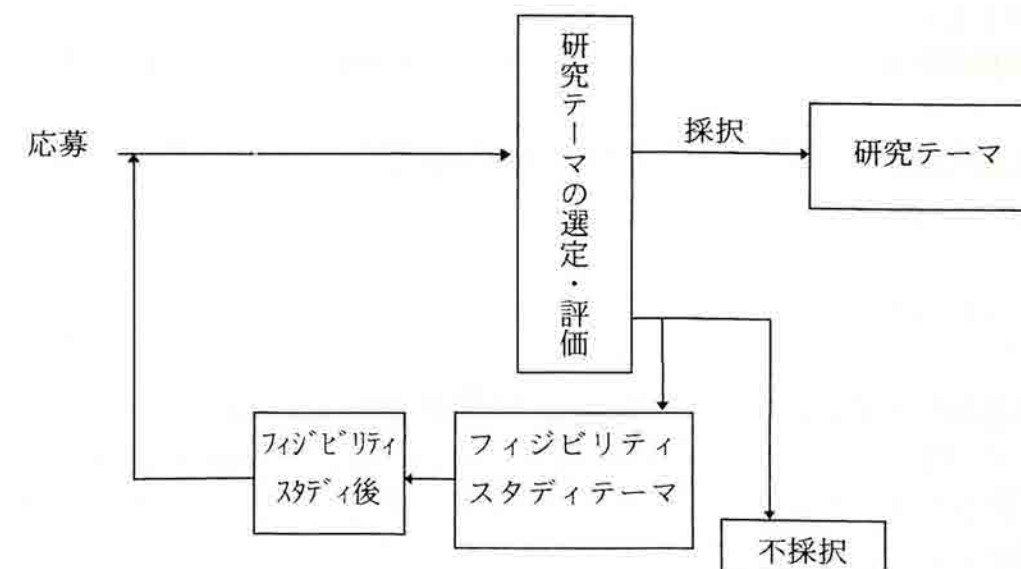 応募
研究テーマの選定・評価
採択
研究テーマ
フィジビリティ
スタディテーマ
ﾌｨｼﾞﾋﾞﾘﾃｨ
ｽﾀﾃﾞｨ後
不採択